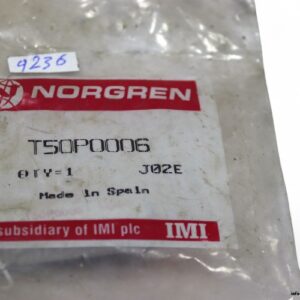 9236
NORGREN
T50P0006
QTY=1 J02E
Made in Spain
subsidiary of IMI plc IMI